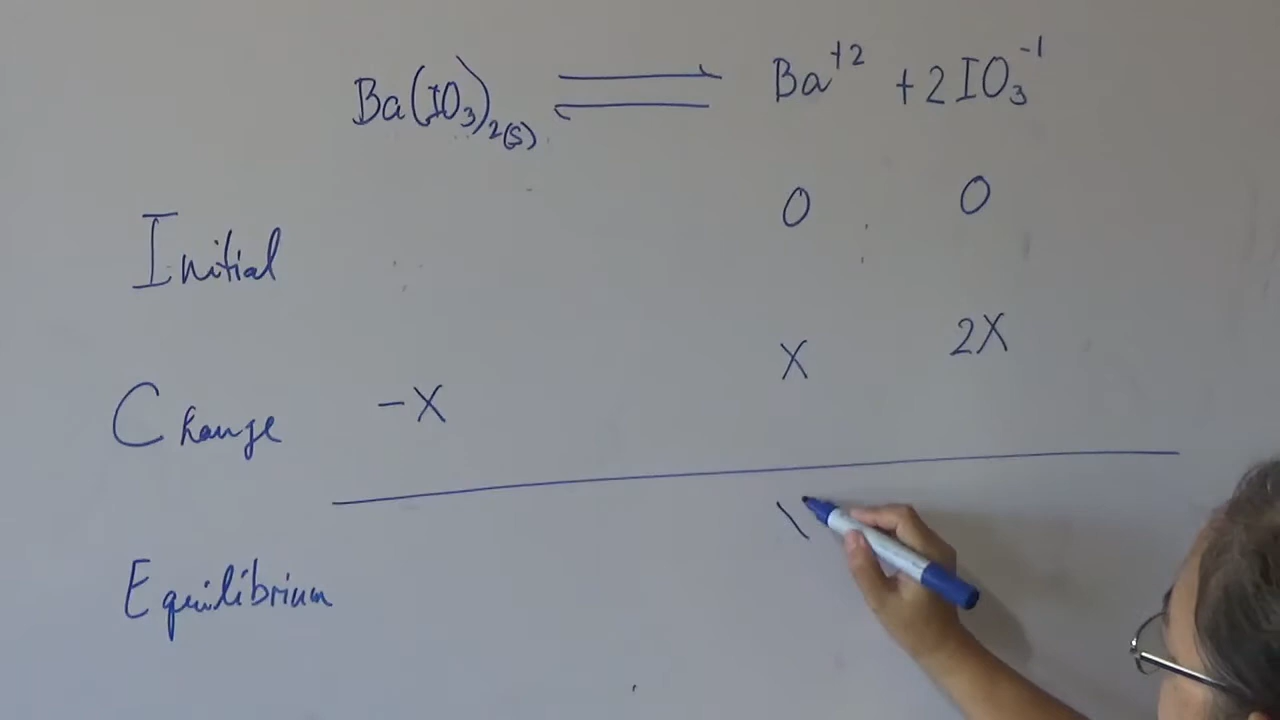 Ba(IO₃)₂(s) ⇌ Ba⁺² + 2IO₃⁻¹
Initial 0 0
Change -X X 2X
Equilibrium \